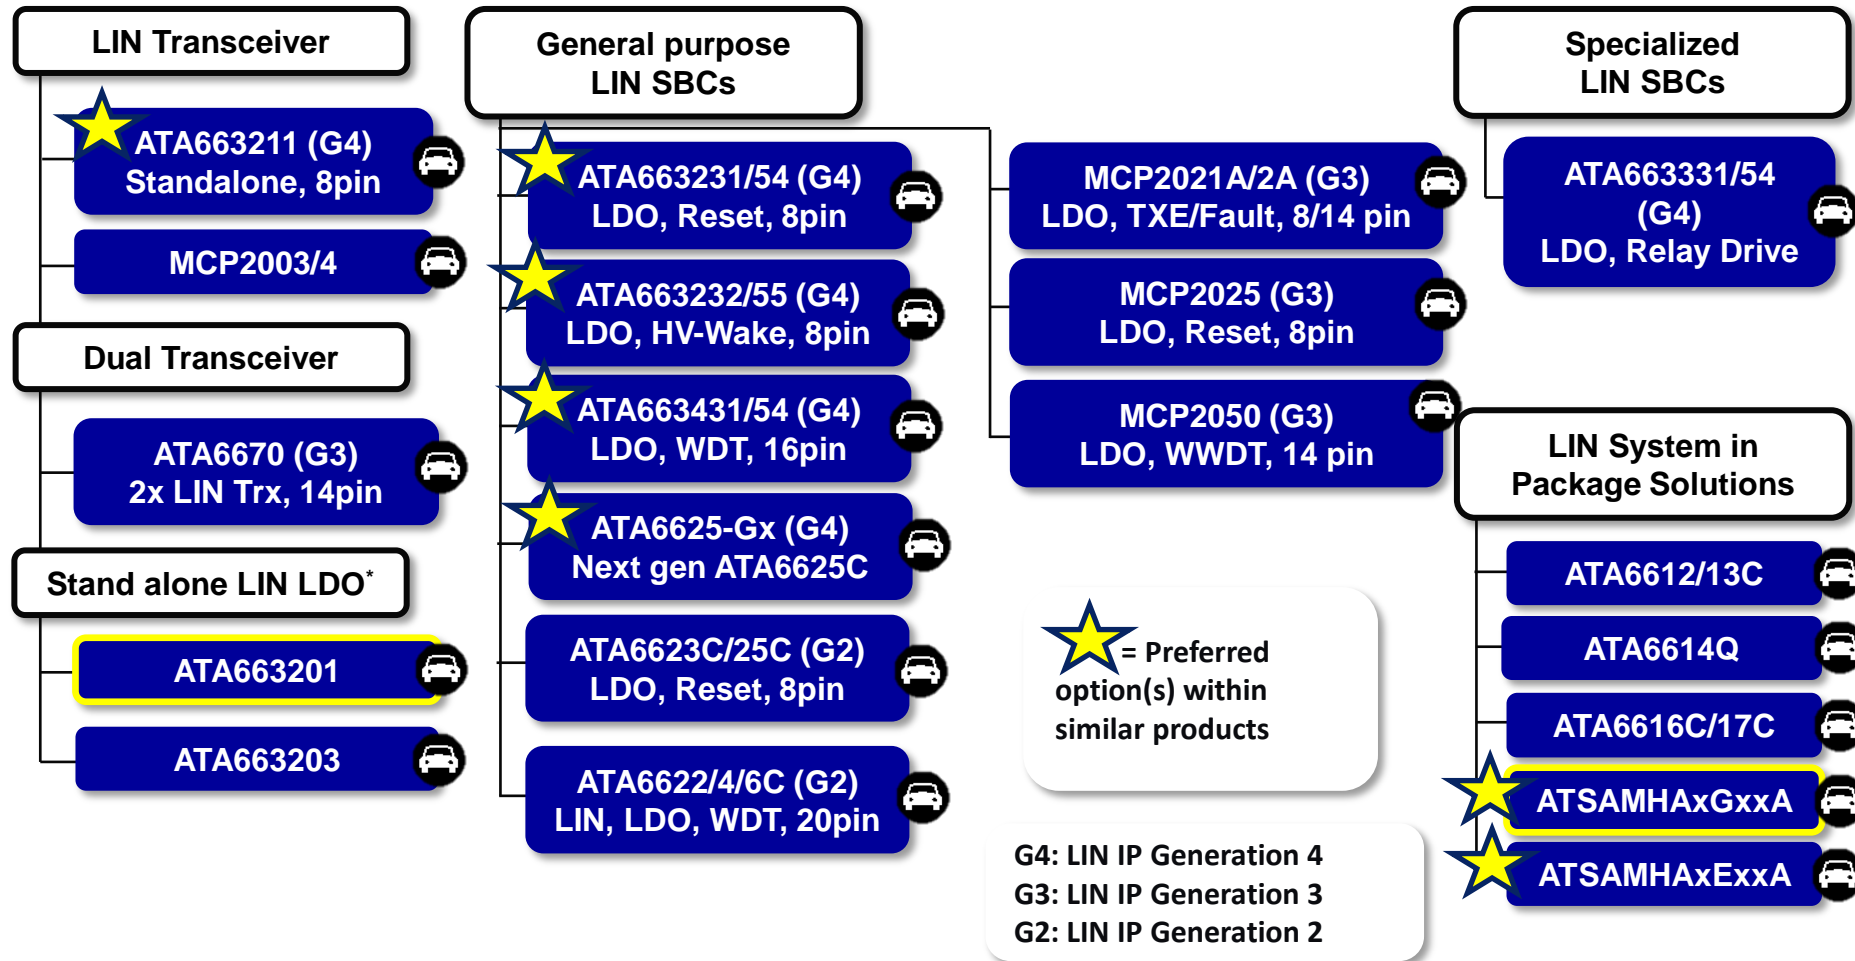 LIN Transceiver
ATA663211 (G4)
Standalone, 8pin
MCP2003/4
Dual Transceiver
ATA6670 (G3)
2x LIN Trx, 14pin
Stand alone LIN LDO*
ATA663201
ATA663203
General purpose
LIN SBCs
ATA663231/54 (G4)
LDO, Reset, 8pin
ATA663232/55 (G4)
LDO, HV-Wake, 8pin
ATA663431/54 (G4)
LDO, WDT, 16pin
ATA6625-Gx (G4)
Next gen ATA6625C
ATA6623C/25C (G2)
LDO, Reset, 8pin
ATA6622/4/6C (G2)
LIN, LDO, WDT, 20pin
MCP2021A/2A (G3)
LDO, TXE/Fault, 8/14 pin
MCP2025 (G3)
LDO, Reset, 8pin
MCP2050 (G3)
LDO, WWDT, 14 pin
= Preferred
option(s) within
similar products
G4: LIN IP Generation 4
G3: LIN IP Generation 3
G2: LIN IP Generation 2
Specialized
LIN SBCs
ATA663331/54
(G4)
LDO, Relay Drive
LIN System in
Package Solutions
ATA6612/13C
ATA6614Q
ATA6616C/17C
ATSAMHAxGxxA
ATSAMHAxExxA